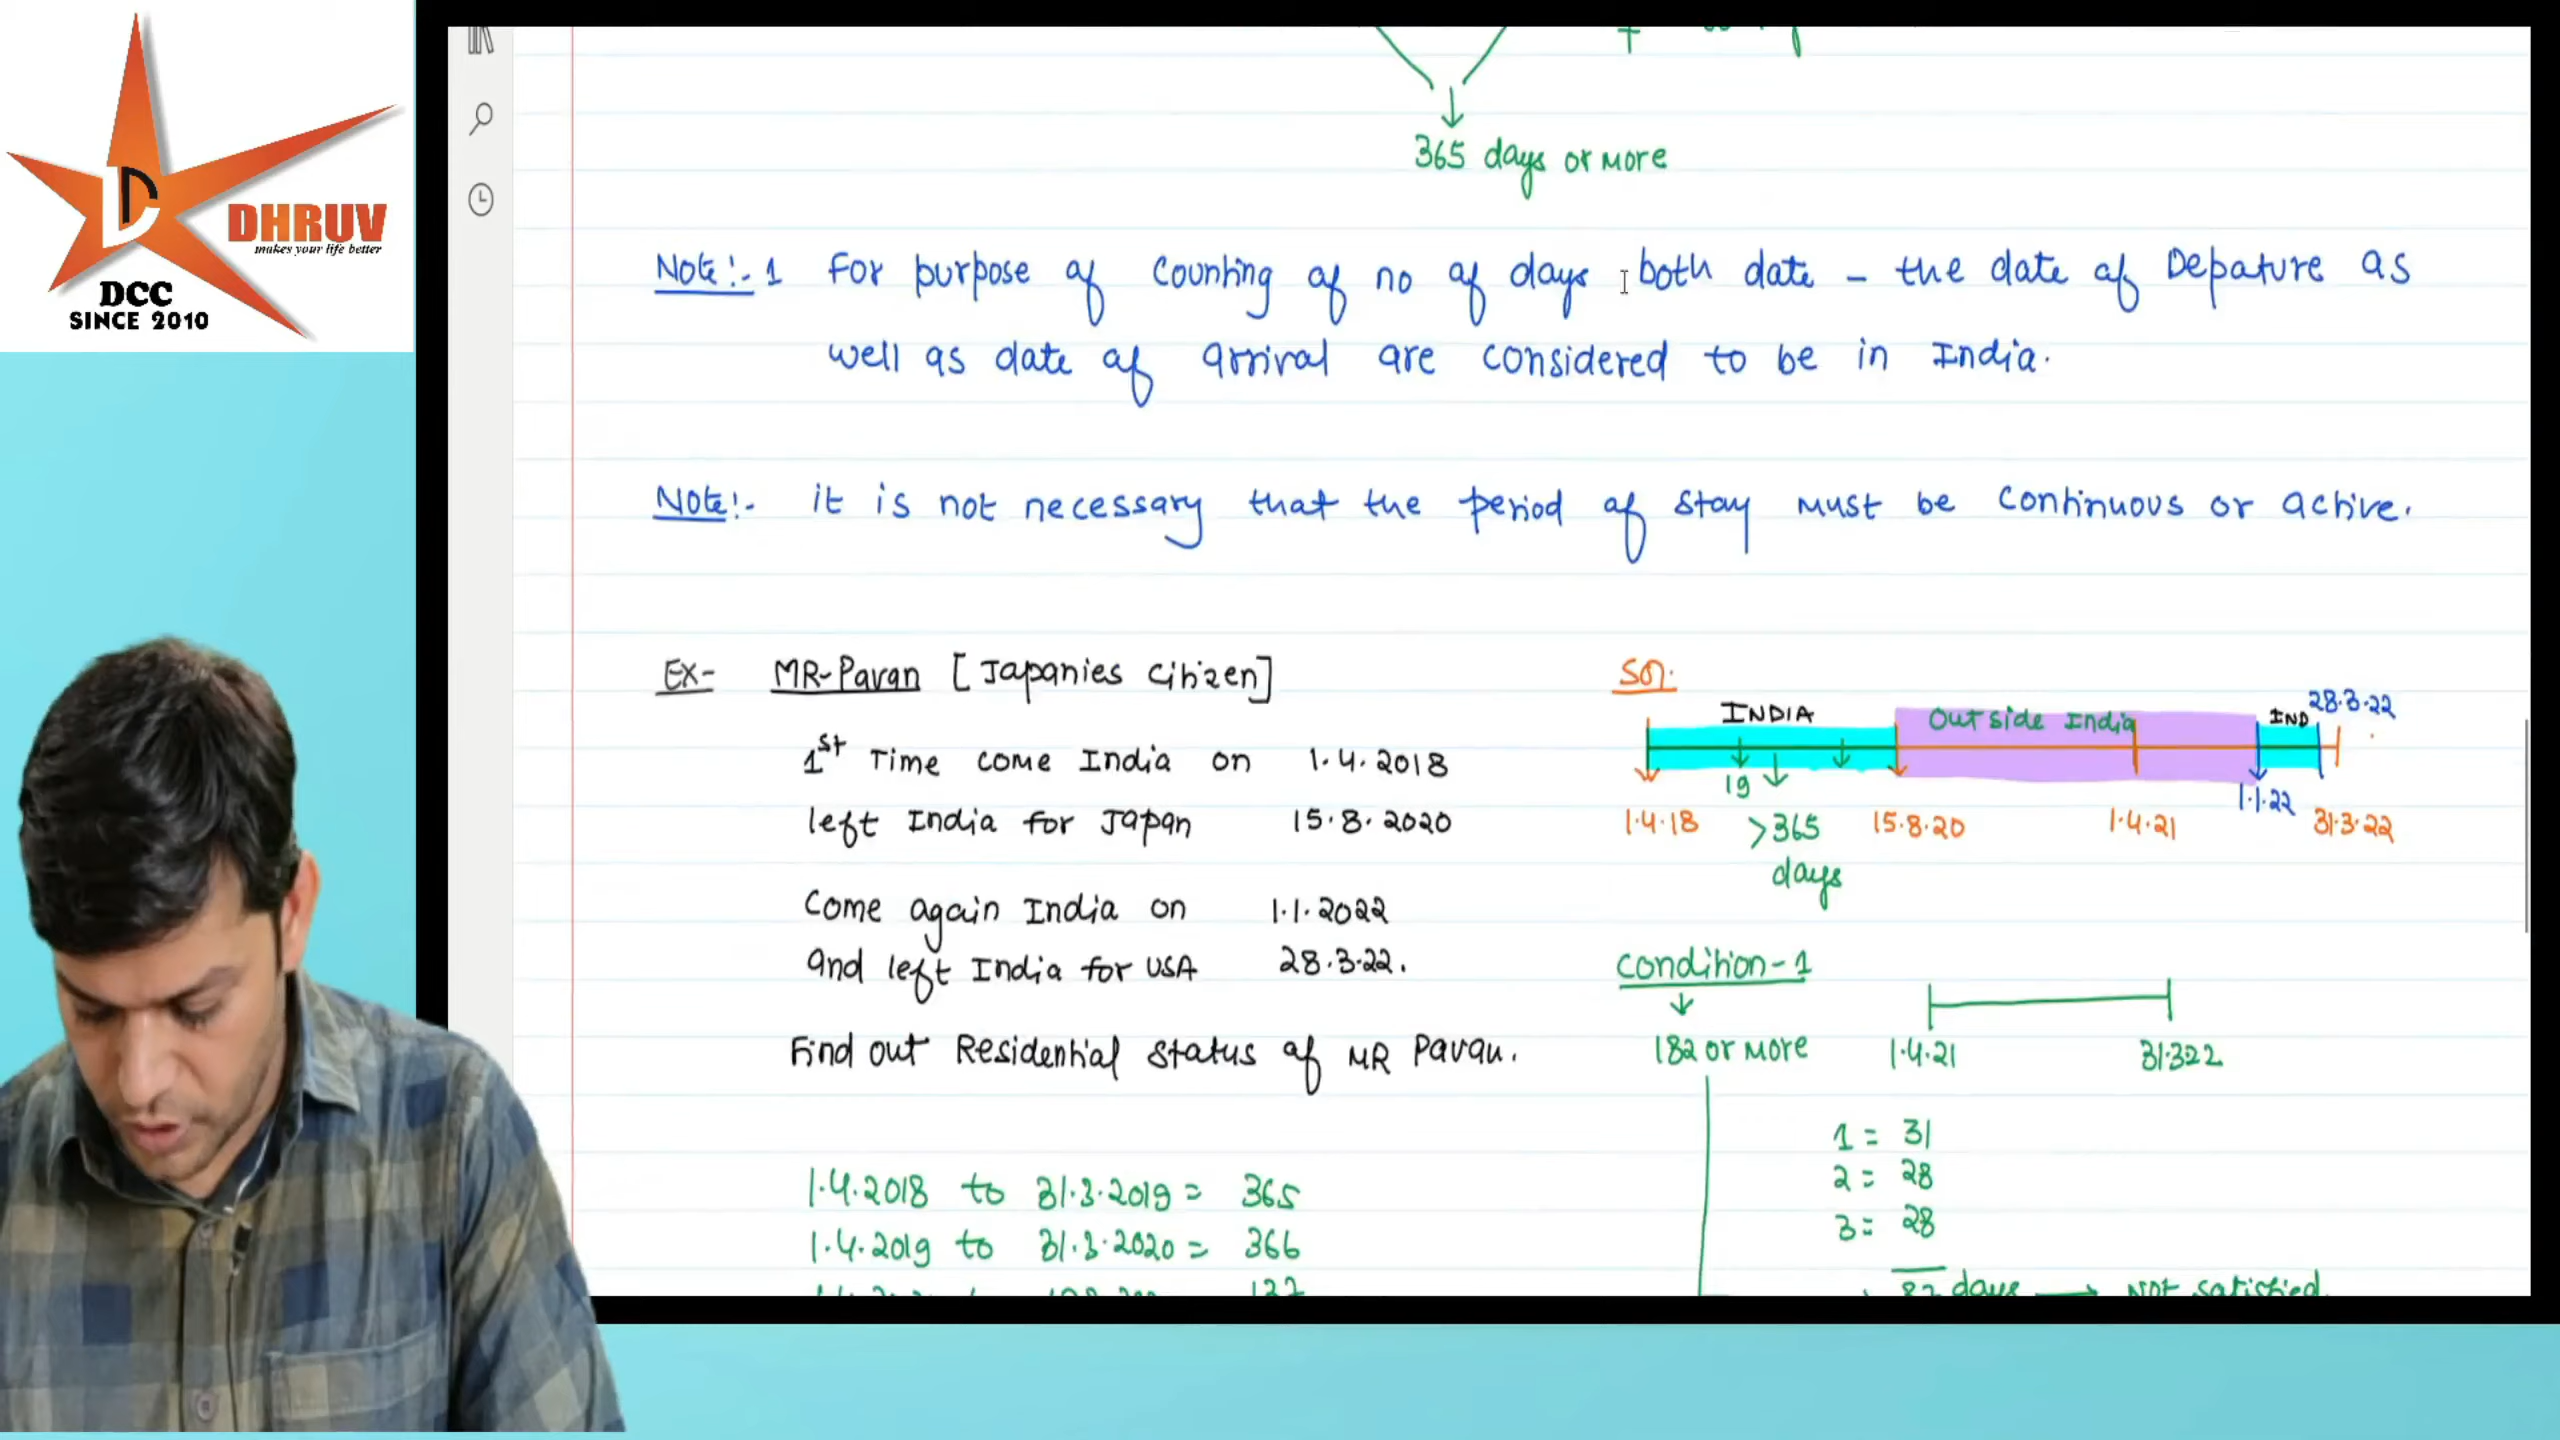 DHRUV
makes your life better
DCC
SINCE 2010
365 days or more
Note:- 1 For purpose of counting of no of days both date - the date of Depature as
well as date of arrival are considered to be in India.
Note:- it is not necessary that the period of stay must be continuous or active.
Ex- MR-Pavan [Japanies Citizen]
1st Time come India on 1.4.2018
left India for Japan 15.8.2020
Come again India on 1.1.2022
and left India for USA 28.3.22.
Find out Residential status of MR Pavan.
1.4.2018 to 31.3.2019 = 365
1.4.2019 to 31.3.2020 = 366
137
Sol.
INDIA Outside India IND 28.3.22
19
1.1.22
1.4.18 >365 15.8.20 1.4.21 31.3.22
days
Condition-1
182 or more 1.4.21 31.3.22
1 = 31
2 = 28
3 = 28
87 days → Not satisfied